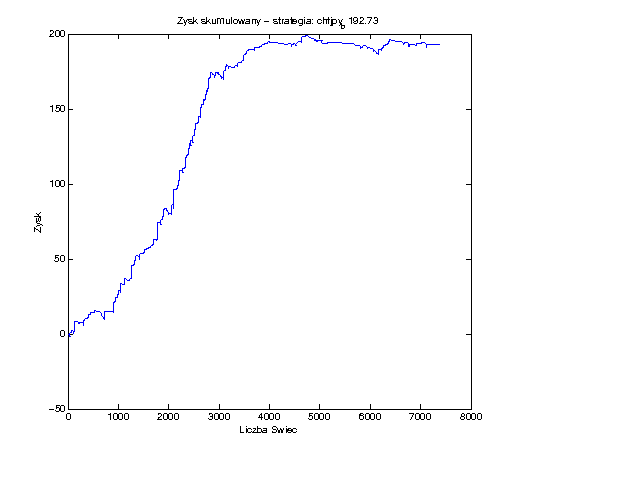 Zysk skumulowany – strategia: chfjpy_b 192.73
200
150
100
50
0
−50
Zysk
0 1000 2000 3000 4000 5000 6000 7000 8000
Liczba Swiec